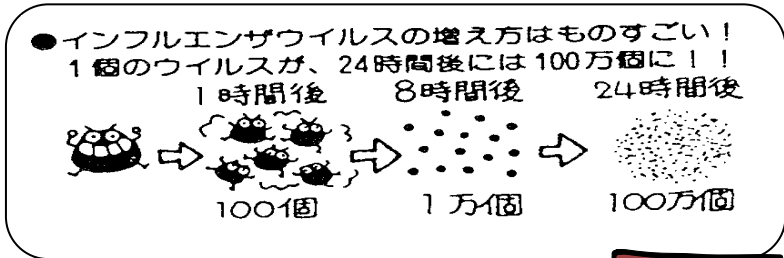 ●インフルエンザウイルスの増え方はものすごい!
1個のウイルスが、24時間後には100万個に!!
1時間後 8時間後 24時間後
100個 1万個 100万個